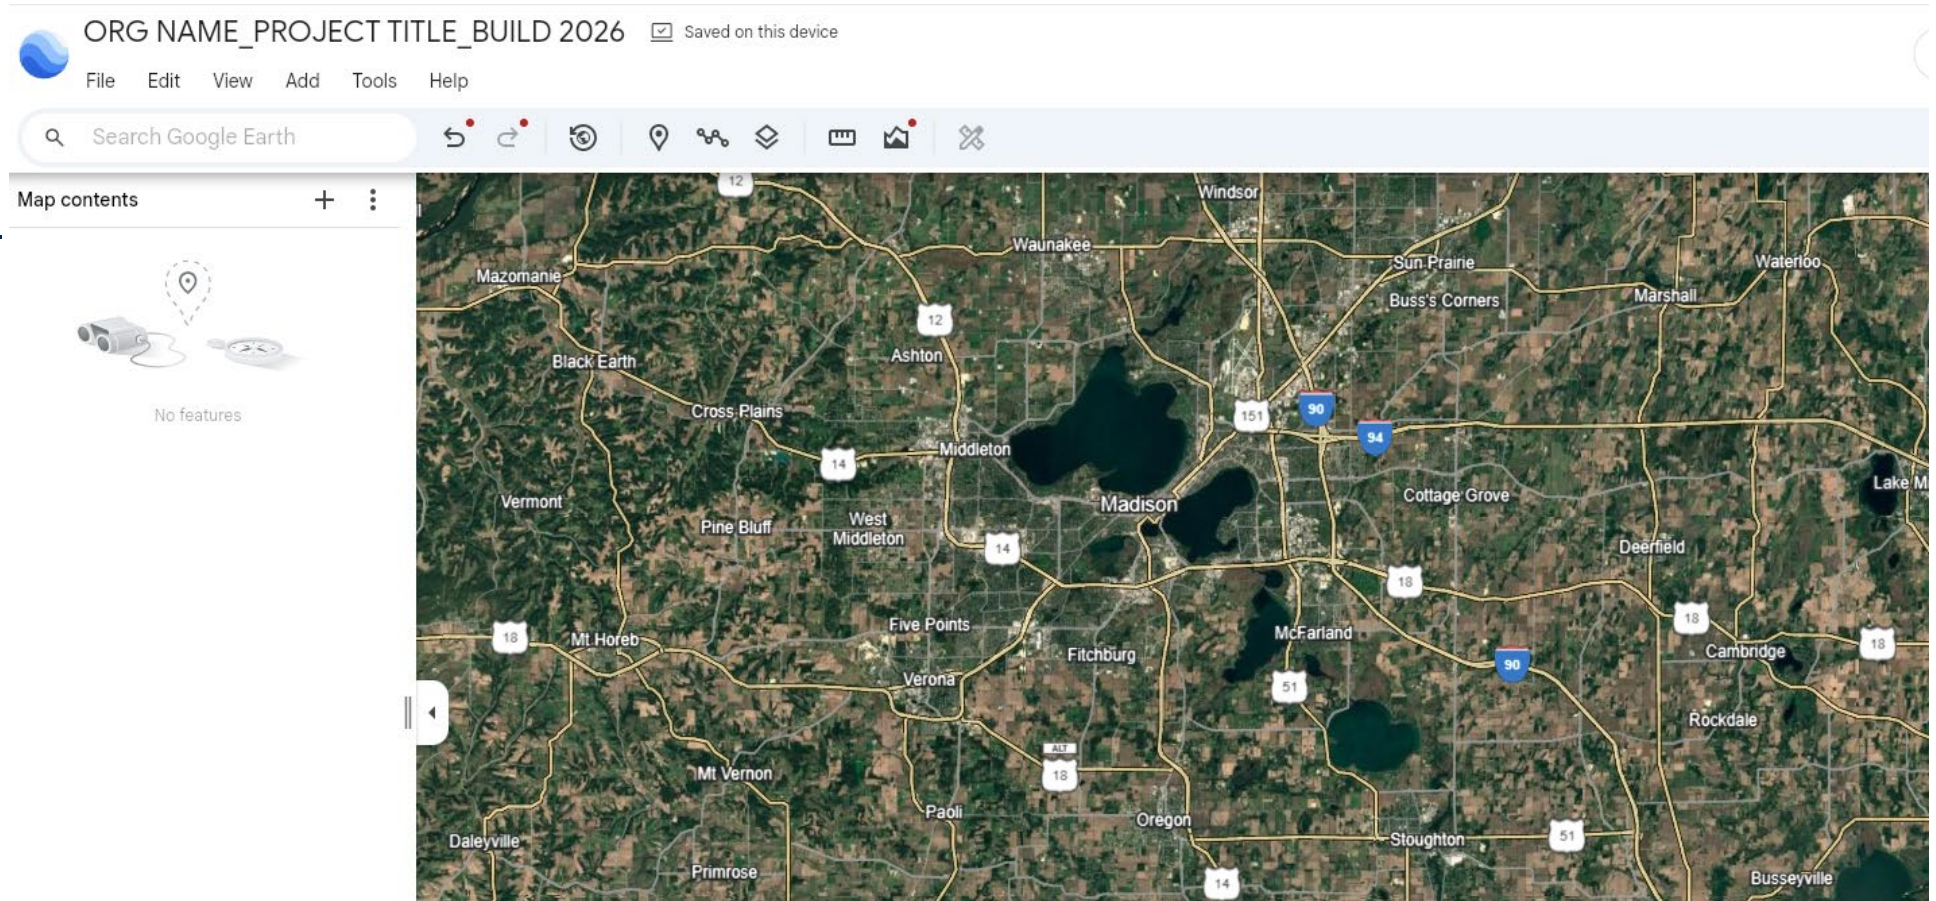 ORG NAME_PROJECT TITLE_BUILD 2026
Saved on this device
File Edit View Add Tools Help
Search Google Earth
Map contents
No features
12
Windsor
Waunakee
Sun Prairie
Waterloo
Mazomanie
Buss's Corners
Marshall
12
Ashton
Black Earth
Cross Plains
151
90
94
Middleton
14
Lake M
Vermont
Madison
Cottage Grove
Pine Bluff
West
Middleton
14
Deerfield
18
18
Five Points
McFarland
18
Mt Horeb
18
Fitchburg
Cambridge
90
Verona
51
Rockdale
ALT
18
Mt Vernon
Paoli
Oregon
51
Daleyville
Stoughton
Primrose
14
Busseyville